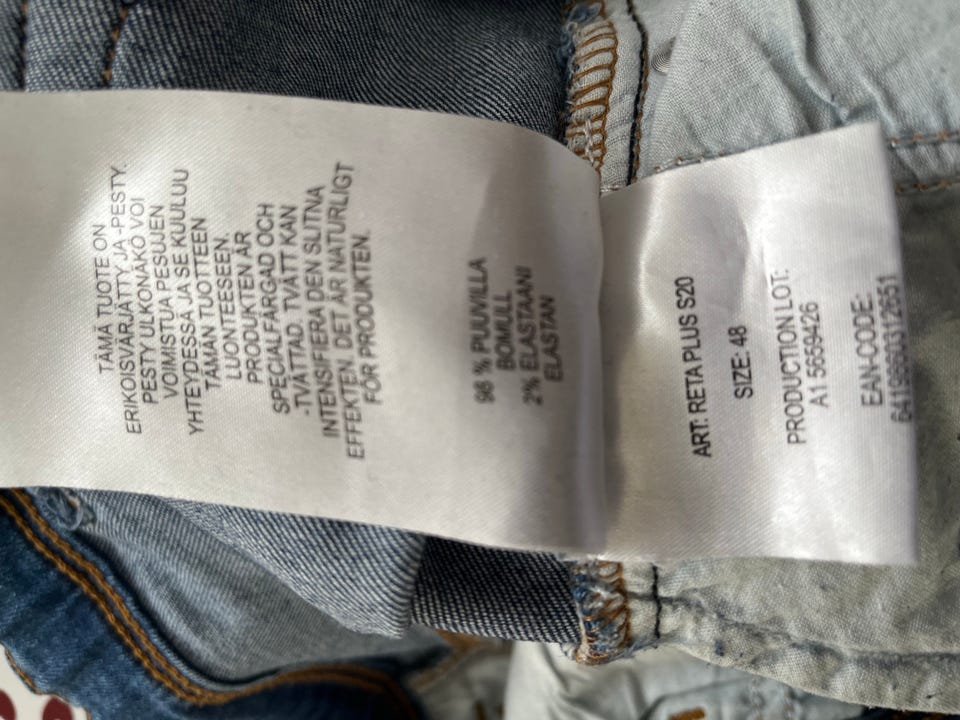 TÄMÄ TUOTE ON
ERIKOISVÄRJÄTTY JA -PESTY.
PESTY ULKONÄKÖ VOI
VOIMISTUA PESUJEN
YHTEYDESSÄ JA SE KUULUU
TÄMÄN TUOTTEEN
LUONTEESEEN.
PRODUKTEN ÄR
SPECIALFÄRGAD OCH
-TVÄTTAD. TVÄTT KAN
INTENSIFIERA DEN SLITNA
EFFEKTEN. DET ÄR NATURLIGT
FÖR PRODUKTEN.
98 % PUUVILLA
BOMULL
2% ELASTAANI
ELASTAN
ART: RETA PLUS S20
SIZE: 48
PRODUCTION LOT:
A1 5559426
EAN-CODE: